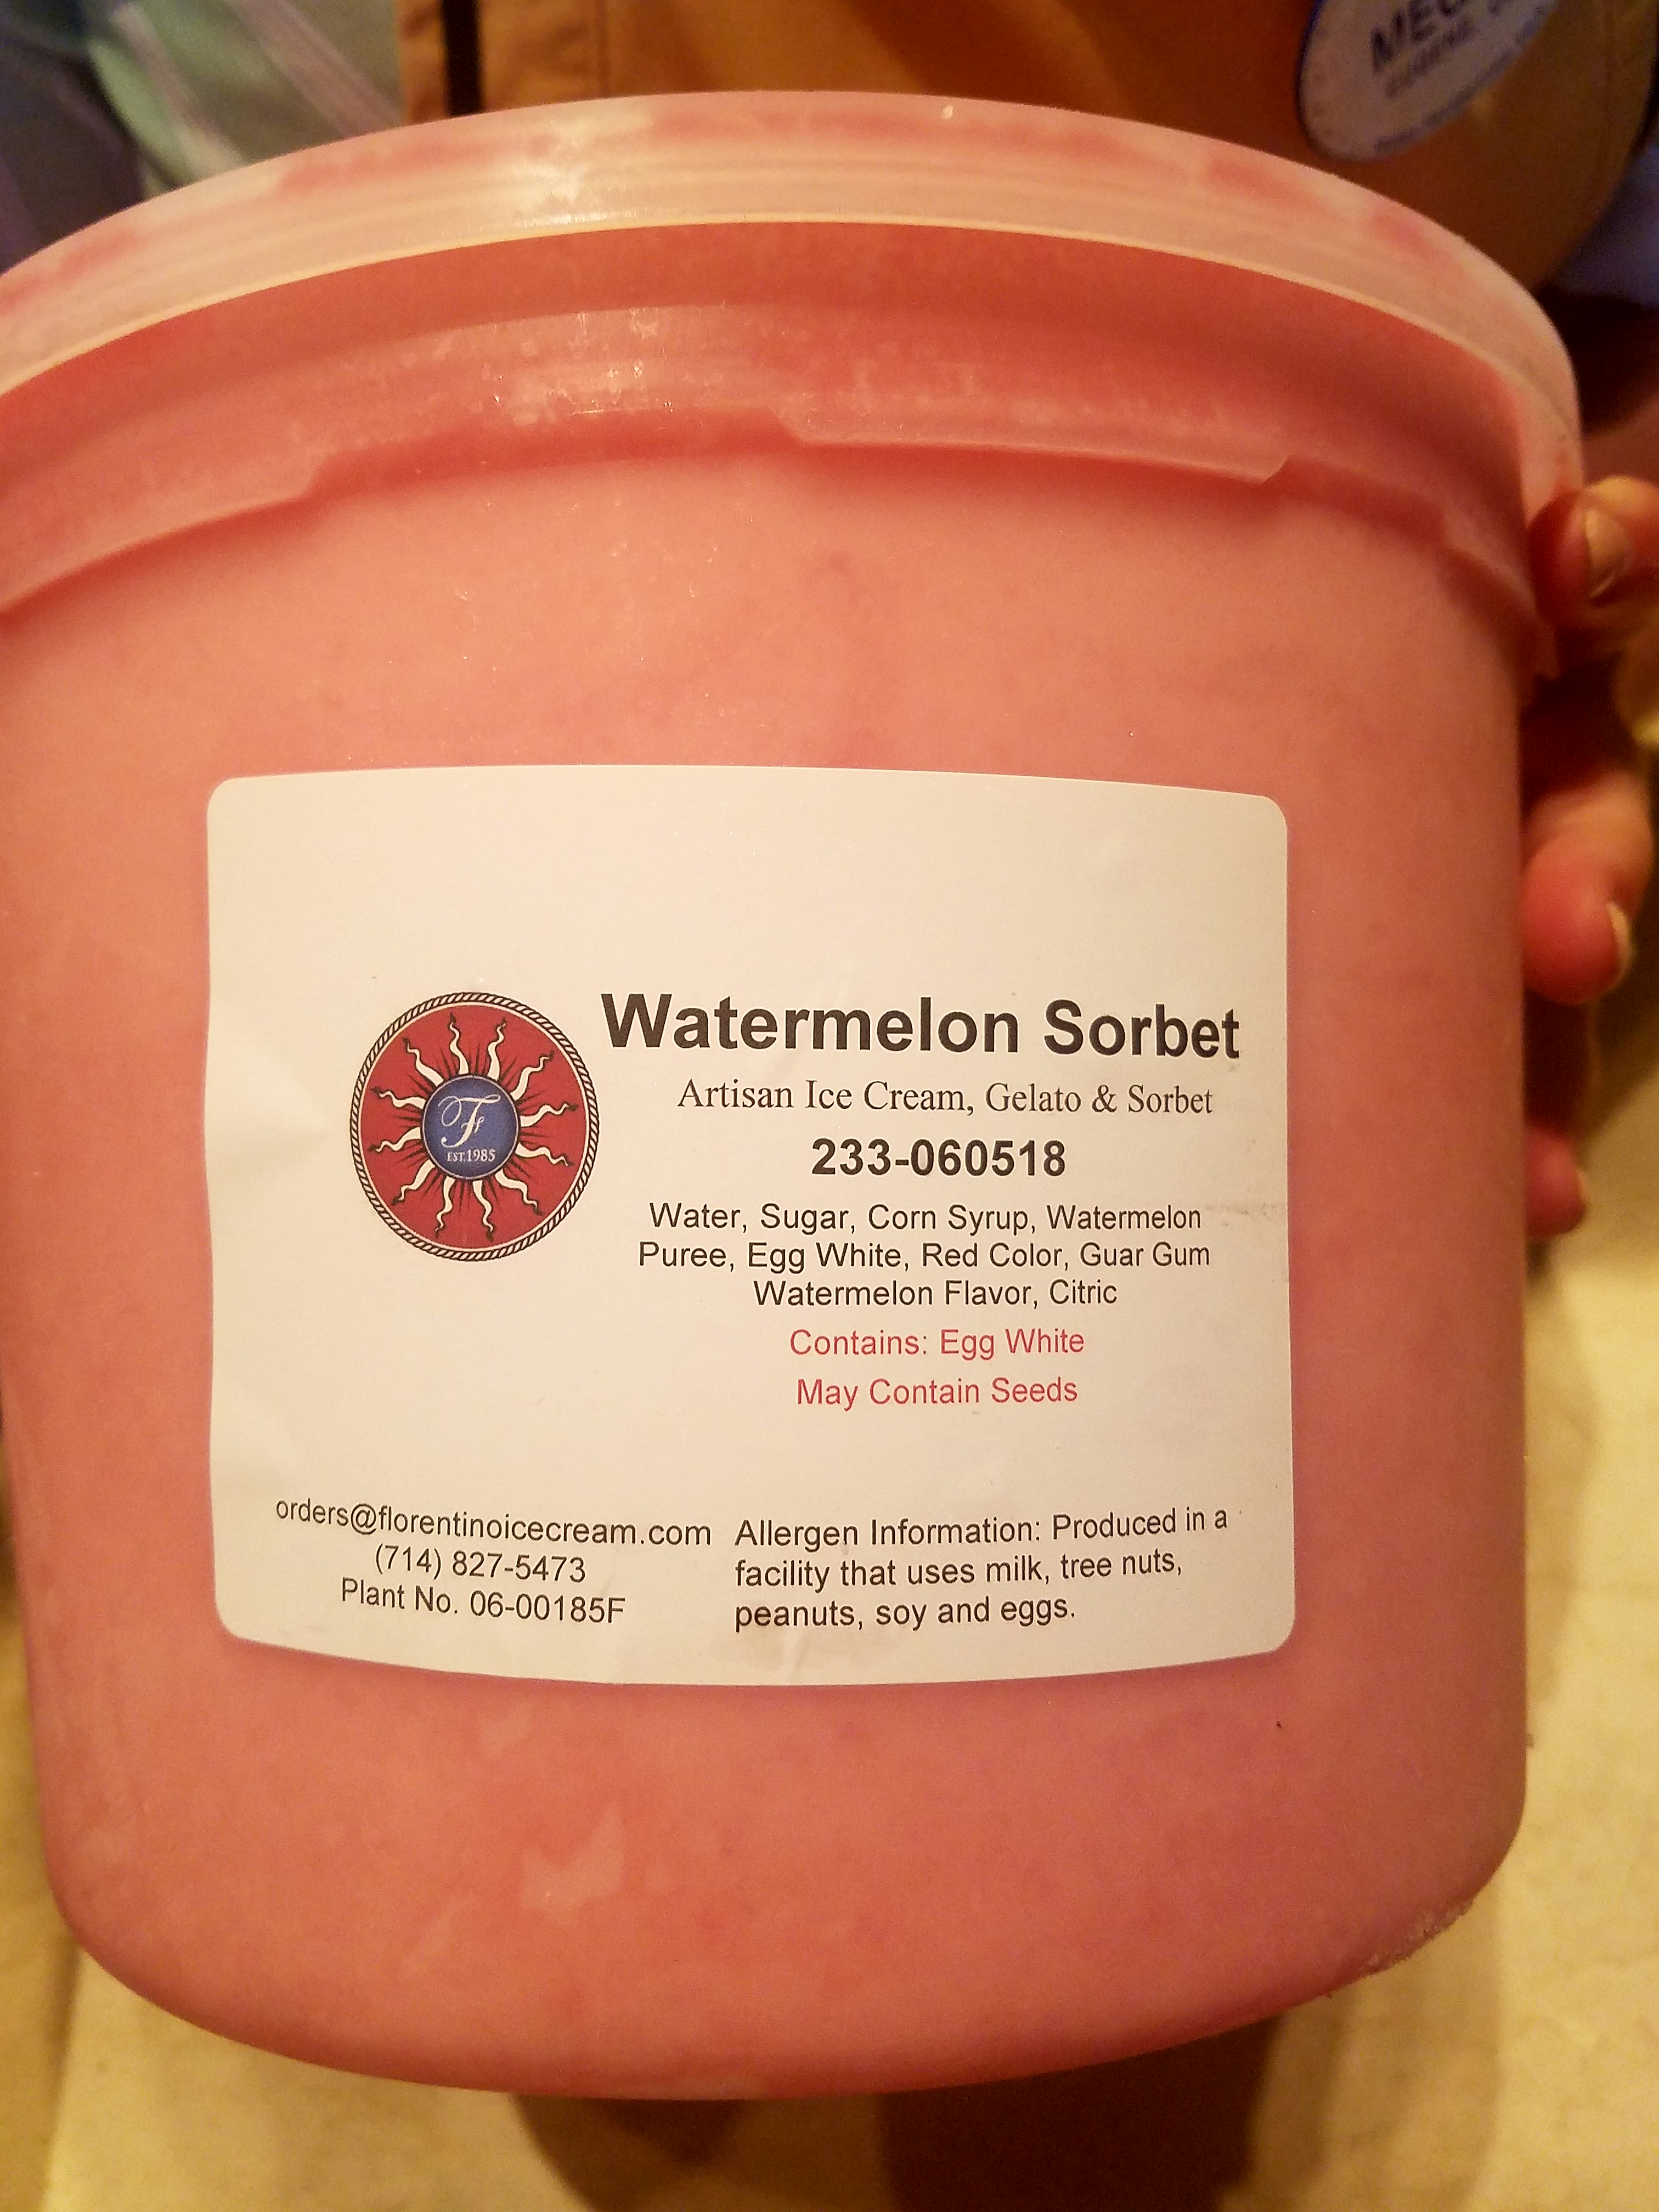 Watermelon Sorbet
Artisan Ice Cream, Gelato & Sorbet
233-060518
Water, Sugar, Corn Syrup, Watermelon
Puree, Egg White, Red Color, Guar Gum
Watermelon Flavor, Citric
Contains: Egg White
May Contain Seeds
F
EST.1985
orders@florentinoicecream.com
(714) 827-5473
Plant No. 06-00185F
Allergen Information: Produced in a
facility that uses milk, tree nuts,
peanuts, soy and eggs.